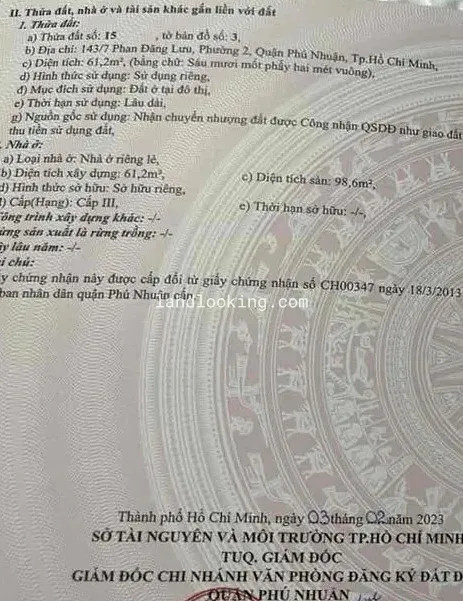 II. Thửa đất, nhà ở và tài sản khác gắn liền với đất
1. Thửa đất:
a) Thửa đất số: 15 , tờ bản đồ số: 3,
b) Địa chỉ: 143/7 Phan Đăng Lưu, Phường 2, Quận Phú Nhuận, Tp.Hồ Chí Minh,
c) Diện tích: 61,2m², (bằng chữ: Sáu mươi mốt phẩy hai mét vuông),
d) Hình thức sử dụng: Sử dụng riêng,
đ) Mục đích sử dụng: Đất ở tại đô thị,
e) Thời hạn sử dụng: Lâu dài,
g) Nguồn gốc sử dụng: Nhận chuyển nhượng đất được Công nhận QSDĐ như giao đất
thu tiền sử dụng đất,
. Nhà ở:
a) Loại nhà ở: Nhà ở riêng lẻ,
b) Diện tích xây dựng: 61,2m², c) Diện tích sàn: 98,6m²,
d) Hình thức sở hữu: Sở hữu riêng,
) Cấp(Hạng): Cấp III, e) Thời hạn sở hữu: -/-,
ông trình xây dựng khác: -/-
ừng sản xuất là rừng trồng: -/-
ây lâu năm: -/-
i chú:
y chứng nhận này được cấp đổi từ giấy chứng nhận số CH00347 ngày 18/3/2013
ban nhân dân quận Phú Nhuận cấp,
landlooking.com
Thành phố Hồ Chí Minh, ngày 03 tháng 02 năm 2023
SỞ TÀI NGUYÊN VÀ MÔI TRƯỜNG TP.HỒ CHÍ MINH
TUQ. GIÁM ĐỐC
GIÁM ĐỐC CHI NHÁNH VĂN PHÒNG ĐĂNG KÝ ĐẤT Đ
QUẬN PHÚ NHUẬN